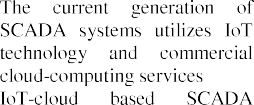 The current generation of
SCADA systems utilizes IoT
technology and commercial
cloud-computing services
IoT-cloud based SCADA